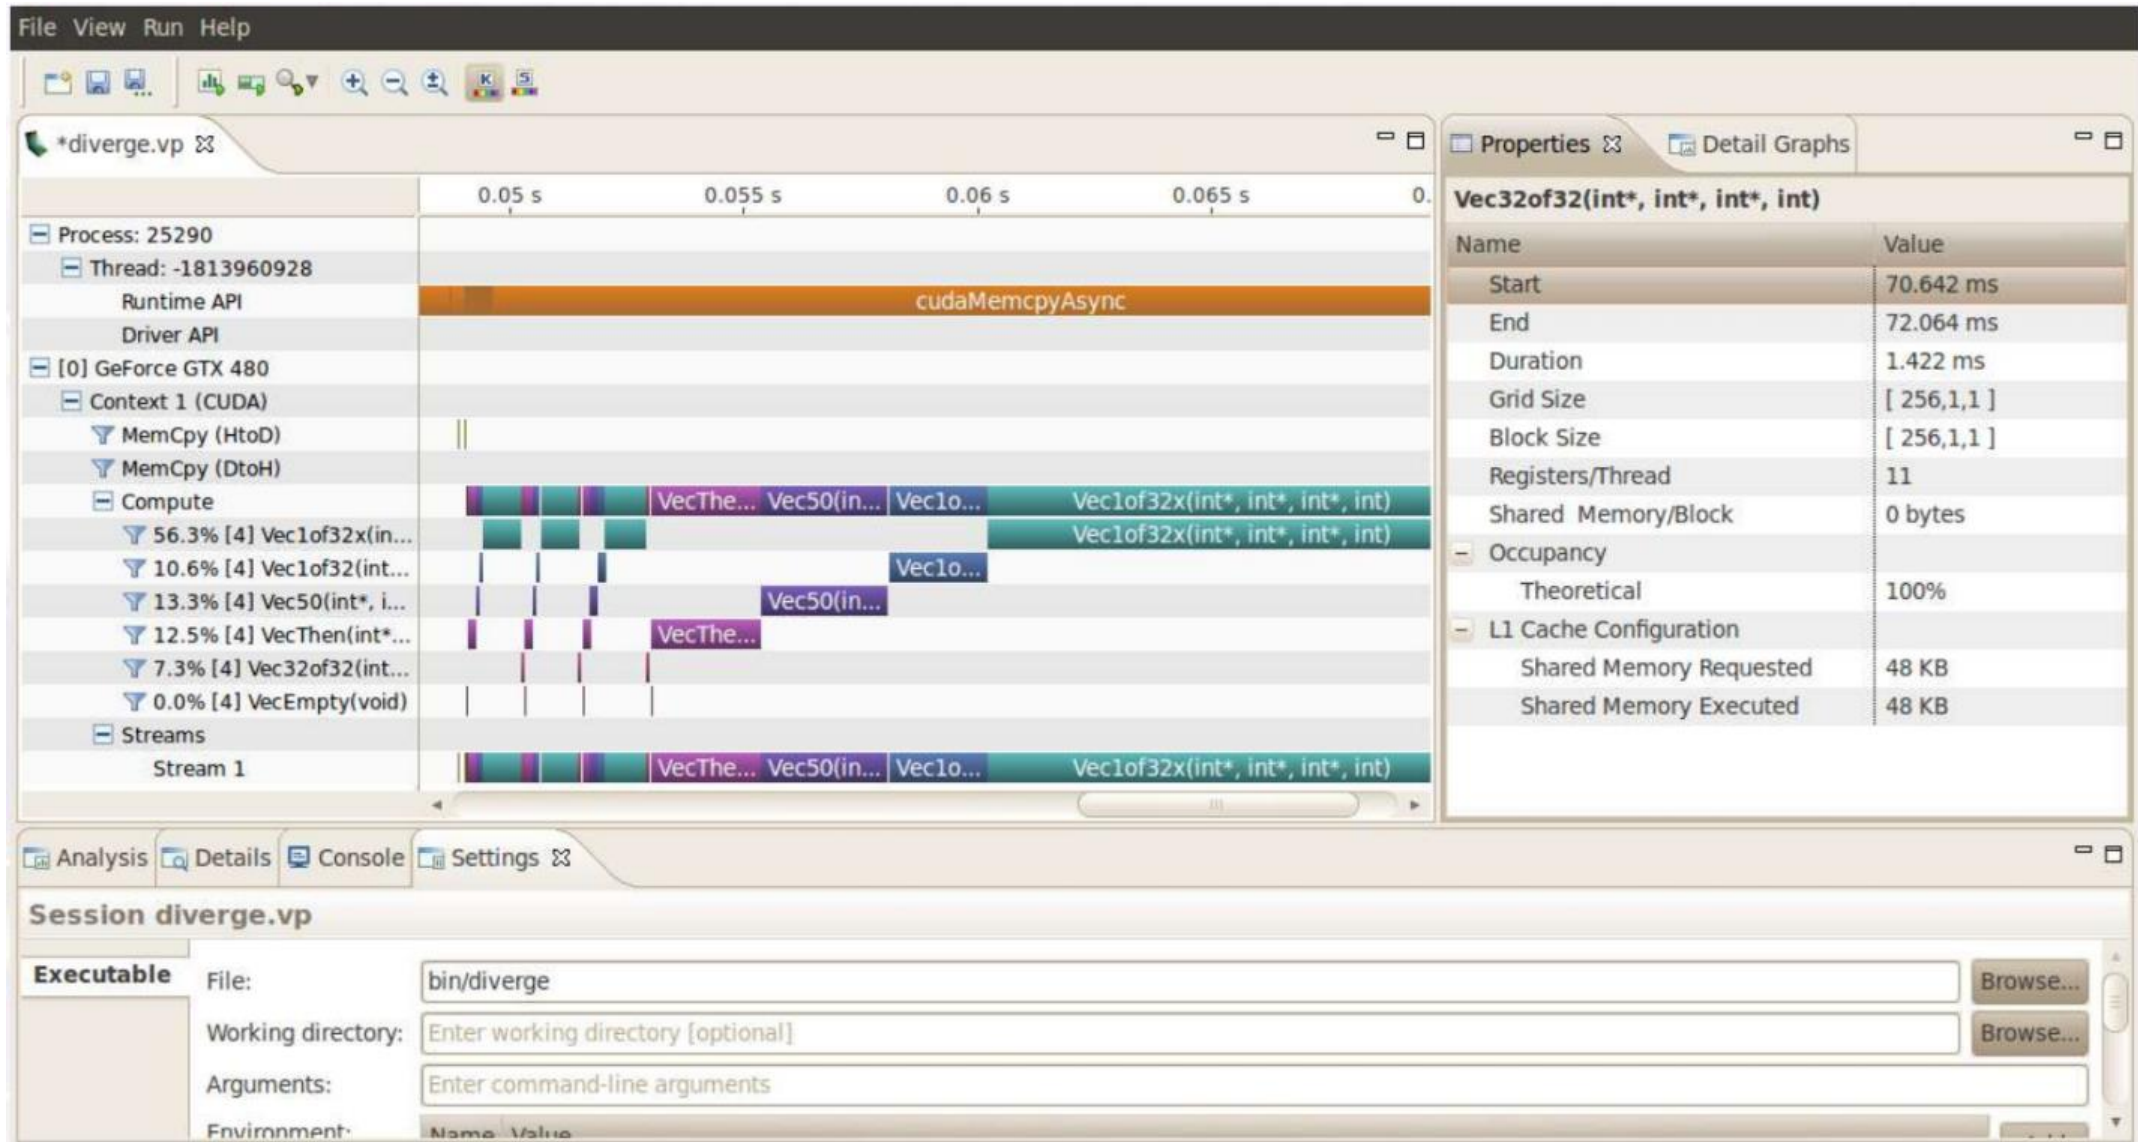 File View Run Help
*diverge.vp
0.05 s 0.055 s 0.06 s 0.065 s 0.
Process: 25290
Thread: -1813960928
Runtime API cudaMemcpyAsync
Driver API
[0] GeForce GTX 480
Context 1 (CUDA)
MemCpy (HtoD)
MemCpy (DtoH)
Compute VecThe... Vec50(in... Vec1o... Vec1of32x(int*, int*, int*, int)
56.3% [4] Vec1of32x(in... Vec1of32x(int*, int*, int*, int)
10.6% [4] Vec1of32(int... Vec1o...
13.3% [4] Vec50(int*, i... Vec50(in...
12.5% [4] VecThen(int*... VecThe...
7.3% [4] Vec32of32(int...
0.0% [4] VecEmpty(void)
Streams
Stream 1 VecThe... Vec50(in... Vec1o... Vec1of32x(int*, int*, int*, int)
Properties Detail Graphs
Vec32of32(int*, int*, int*, int)
Name Value
Start 70.642 ms
End 72.064 ms
Duration 1.422 ms
Grid Size [ 256,1,1 ]
Block Size [ 256,1,1 ]
Registers/Thread 11
Shared Memory/Block 0 bytes
Occupancy
Theoretical 100%
L1 Cache Configuration
Shared Memory Requested 48 KB
Shared Memory Executed 48 KB
Analysis Details Console Settings
Session diverge.vp
Executable
File: bin/diverge Browse...
Working directory: Enter working directory [optional] Browse...
Arguments: Enter command-line arguments
Environment: Name Value